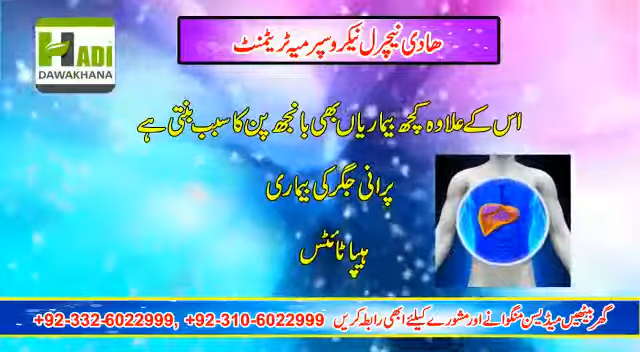 HADI
DAWAKHANA
ھادی نیچرل نیکروسپرمیہ ٹریٹمنٹ
اس کے علاوہ کچھ بیماریاں بھی بانجھ پن کا سبب بنتی ہے
پرانی جگر کی بیماری
ہیپاٹائٹس
گھر بیٹھیں میڈیسن منگوانے اور مشورے کیلئے ابھی رابطہ کریں +92-332-6022999, +92-310-6022999